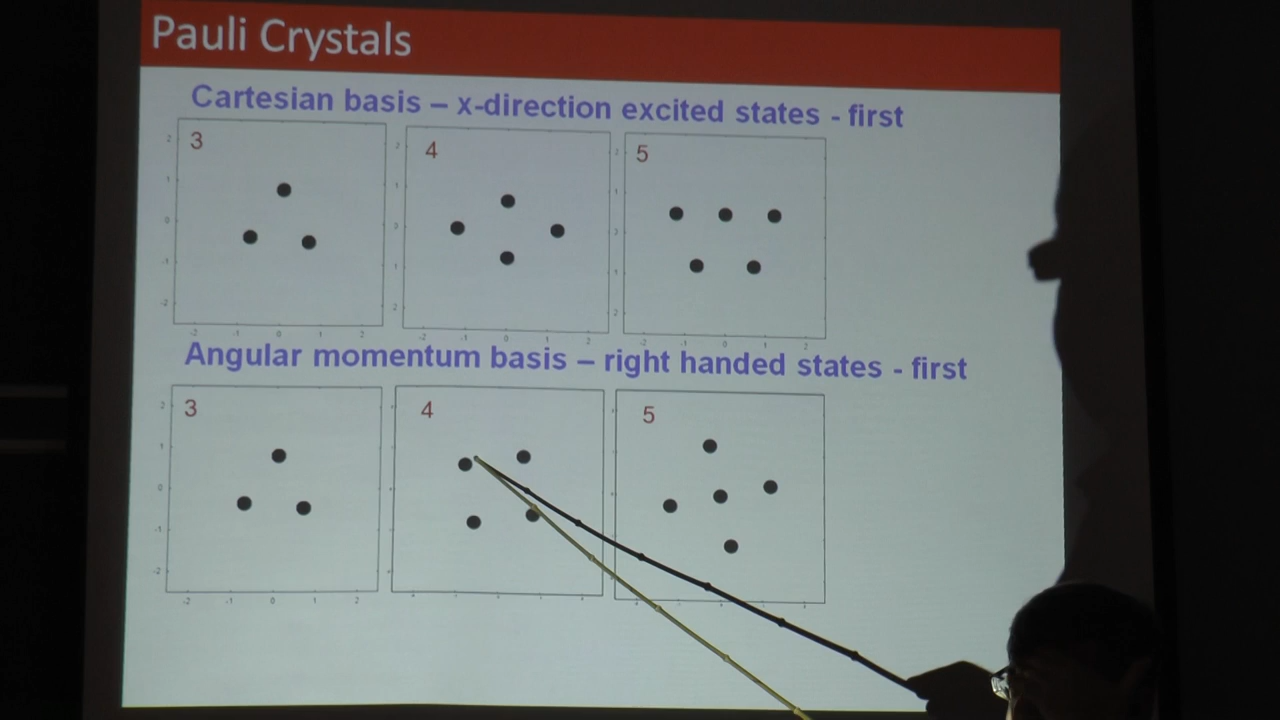 Pauli Crystals
Cartesian basis – x-direction excited states - first
3
4
5
Angular momentum basis – right handed states - first
3
4
5